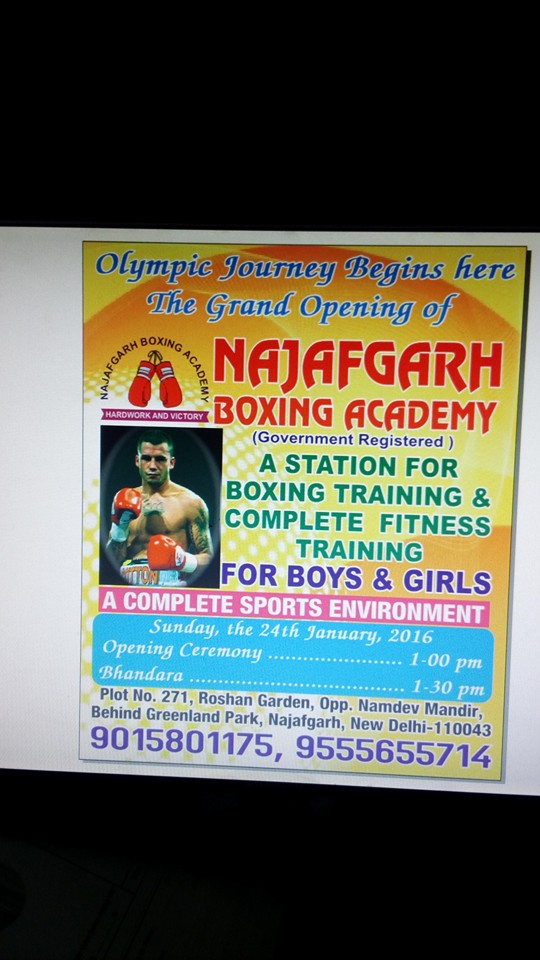 Olympic Journey Begins here
The Grand Opening of
NAJAFGARH BOXING ACADEMY
HARDWORK AND VICTORY
NAJAFGARH
BOXING ACADEMY
(Government Registered )
A STATION FOR
BOXING TRAINING &
COMPLETE FITNESS
TRAINING
FOR BOYS & GIRLS
A COMPLETE SPORTS ENVIRONMENT
Sunday, the 24th January, 2016
Opening Ceremony ...................... 1-00 pm
Bhandara .................................... 1-30 pm
Plot No. 271, Roshan Garden, Opp. Namdev Mandir,
Behind Greenland Park, Najafgarh, New Delhi-110043
9015801175, 9555655714